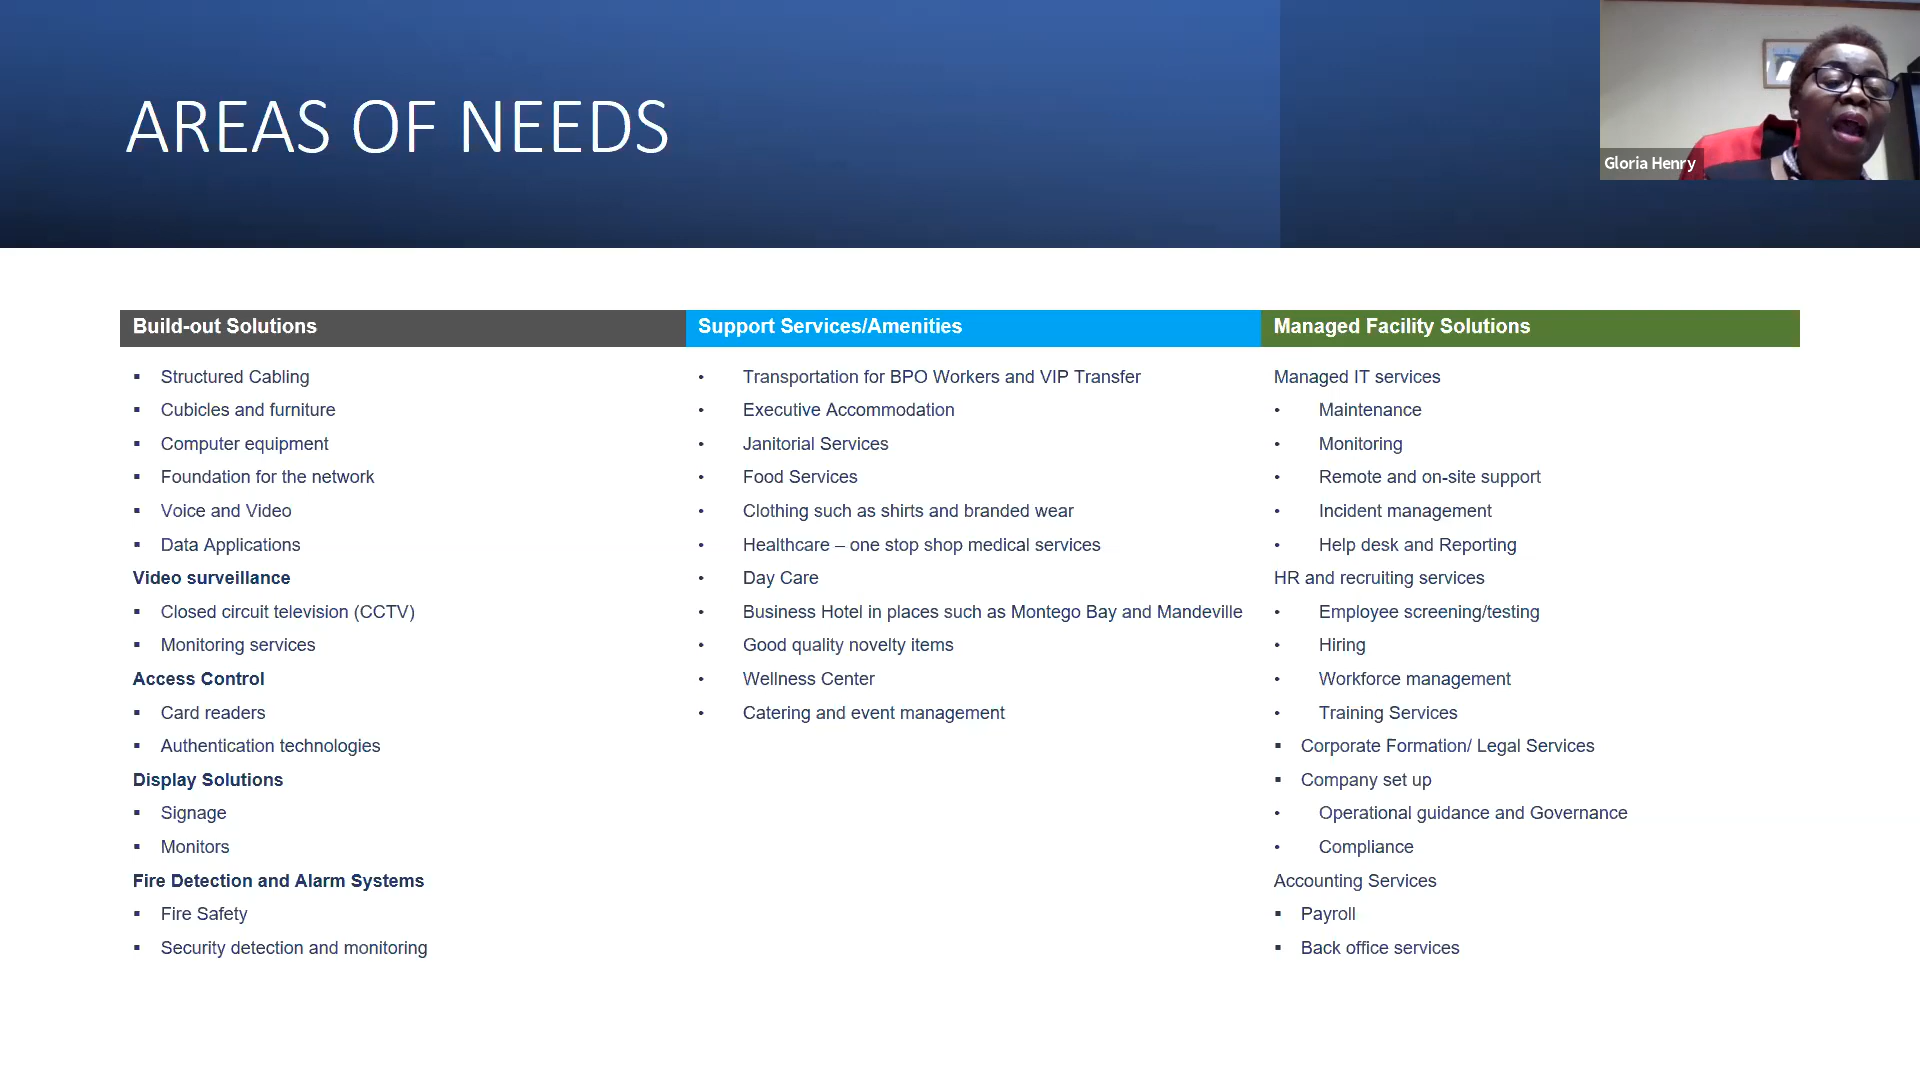 AREAS OF NEEDS
Gloria Henry
Build-out Solutions
▪ Structured Cabling
▪ Cubicles and furniture
▪ Computer equipment
▪ Foundation for the network
▪ Voice and Video
▪ Data Applications
Video surveillance
▪ Closed circuit television (CCTV)
▪ Monitoring services
Access Control
▪ Card readers
▪ Authentication technologies
Display Solutions
▪ Signage
▪ Monitors
Fire Detection and Alarm Systems
▪ Fire Safety
▪ Security detection and monitoring
Support Services/Amenities
• Transportation for BPO Workers and VIP Transfer
• Executive Accommodation
• Janitorial Services
• Food Services
• Clothing such as shirts and branded wear
• Healthcare – one stop shop medical services
• Day Care
• Business Hotel in places such as Montego Bay and Mandeville
• Good quality novelty items
• Wellness Center
• Catering and event management
Managed Facility Solutions
Managed IT services
• Maintenance
• Monitoring
• Remote and on-site support
• Incident management
• Help desk and Reporting
HR and recruiting services
• Employee screening/testing
• Hiring
• Workforce management
• Training Services
▪ Corporate Formation/ Legal Services
▪ Company set up
• Operational guidance and Governance
• Compliance
Accounting Services
▪ Payroll
▪ Back office services